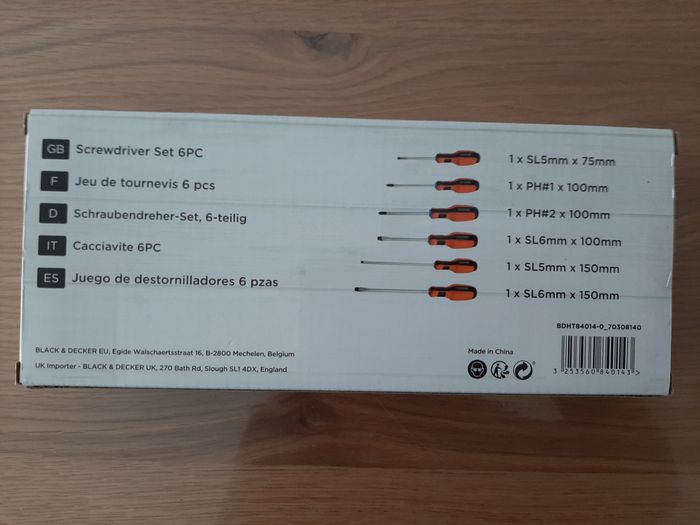 GB Screwdriver Set 6PC
F Jeu de tournevis 6 pcs
D Schraubendreher-Set, 6-teilig
IT Cacciavite 6PC
ES Juego de destornilladores 6 pzas
1 x SL5mm x 75mm
1 x PH#1 x 100mm
1 x PH#2 x 100mm
1 x SL6mm x 100mm
1 x SL5mm x 150mm
1 x SL6mm x 150mm
BDHT84014-0_70308140
BLACK & DECKER EU, Egide Walschaertsstraat 16, B-2800 Mechelen, Belgium
UK Importer - BLACK & DECKER UK, 270 Bath Rd, Slough SL1 4DX, England
Made in China
3 253560 840143 >